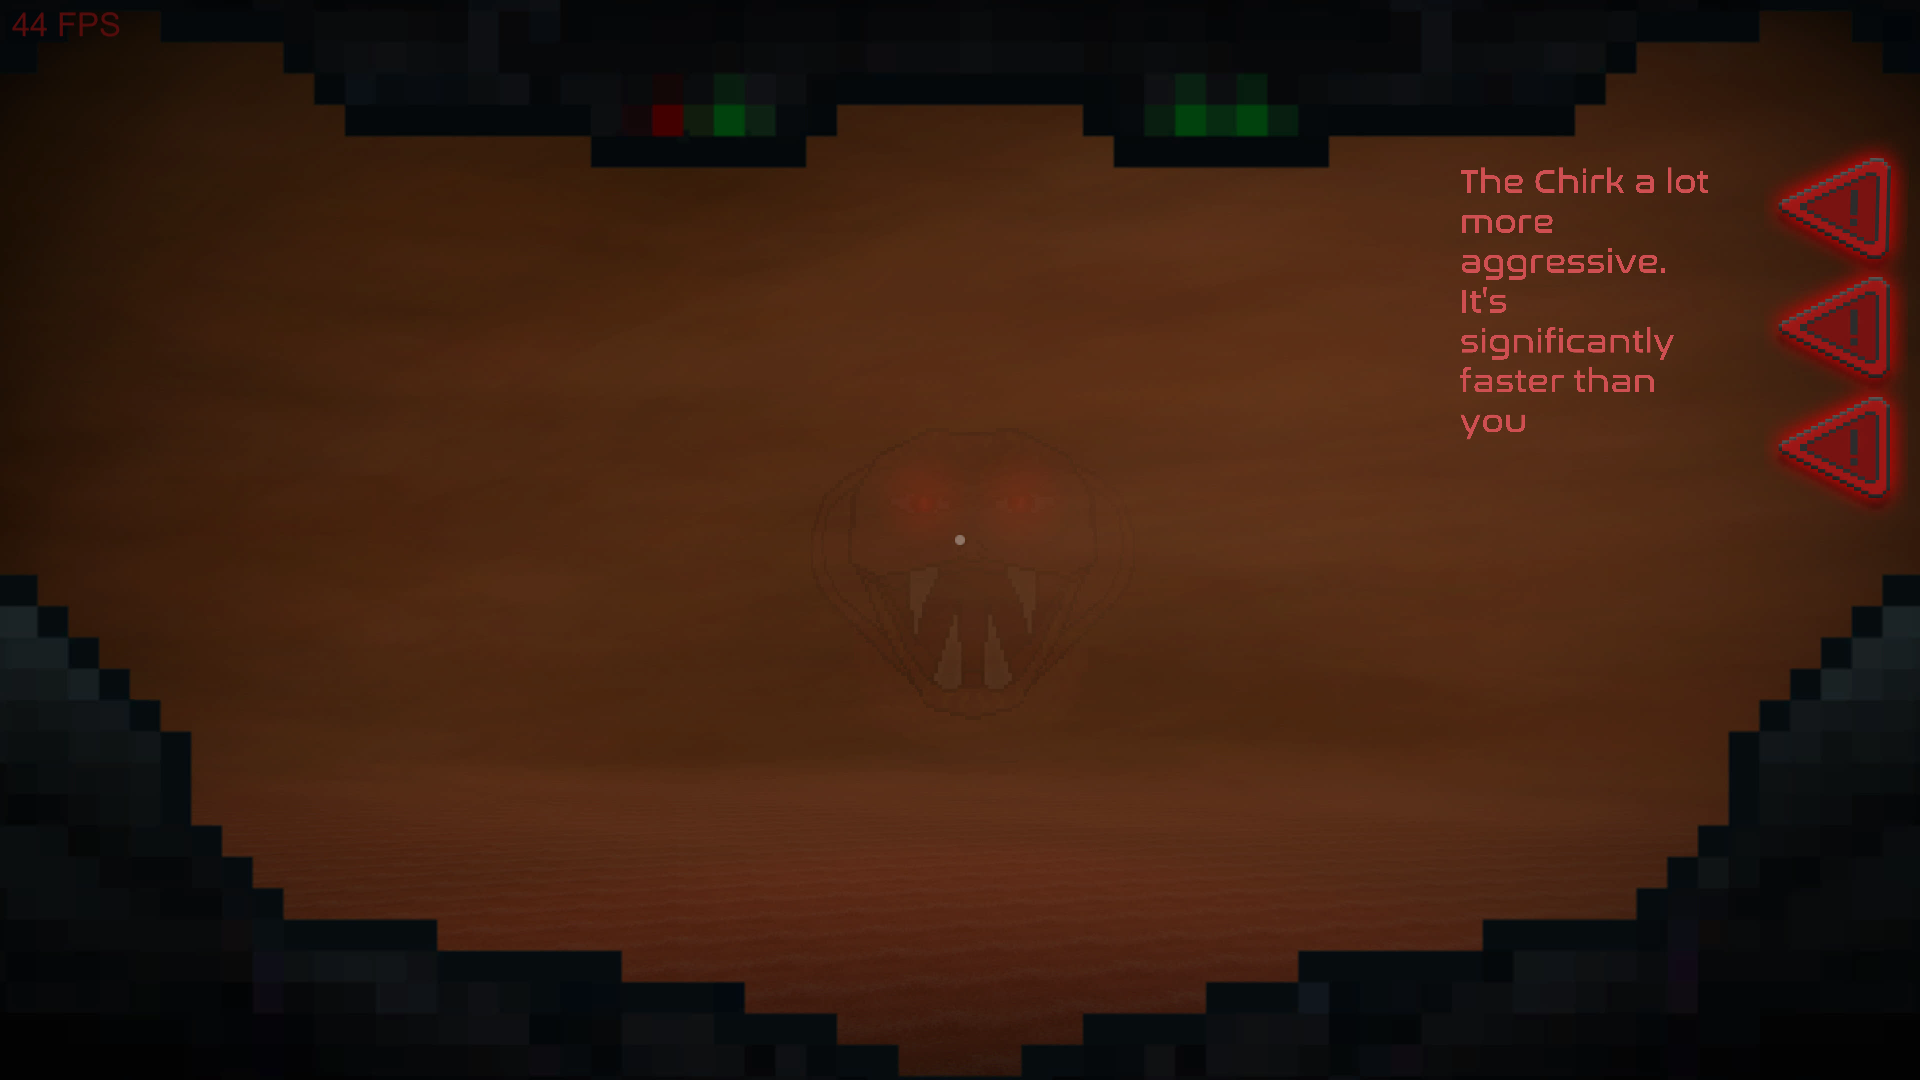 44 FPS
The Chirk a lot
more
aggressive.
It's
significantly
faster than
you